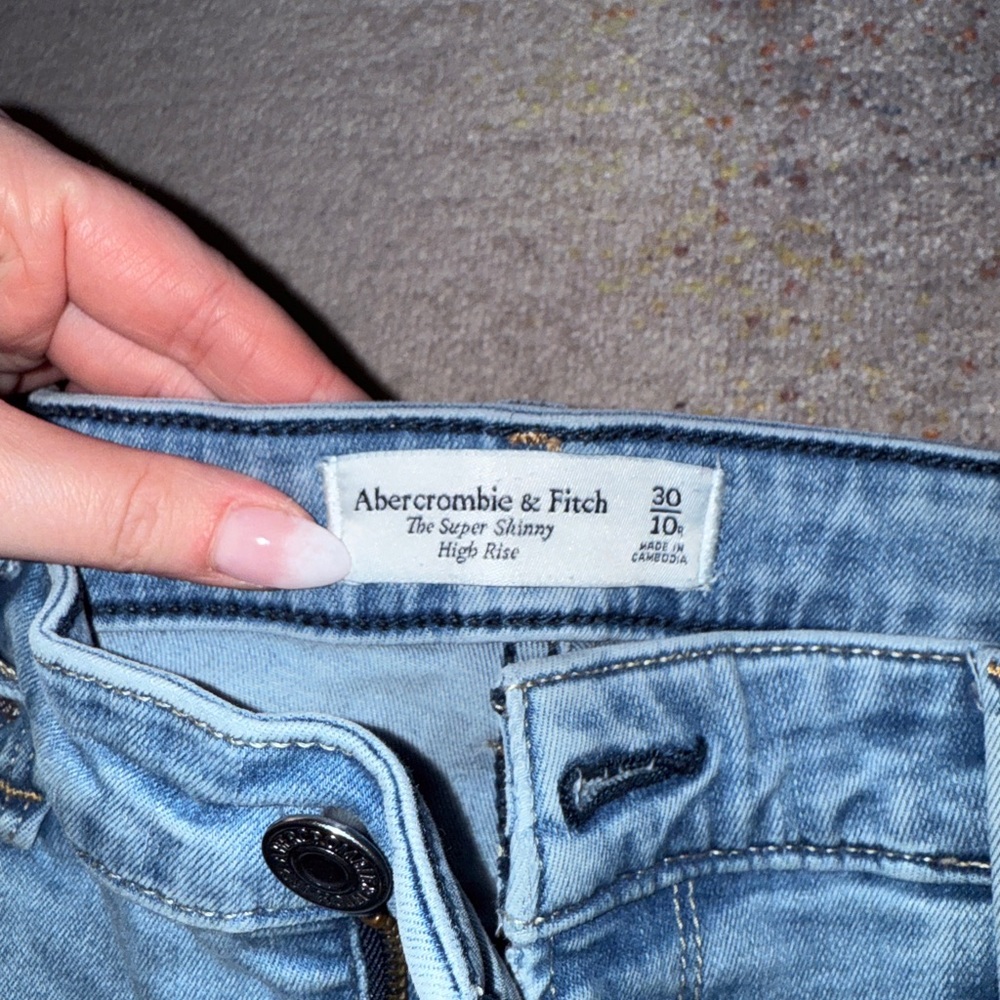 Abercrombie & Fitch
The Super Skinny
High Rise
30
10R
MADE IN
CAMBODIA